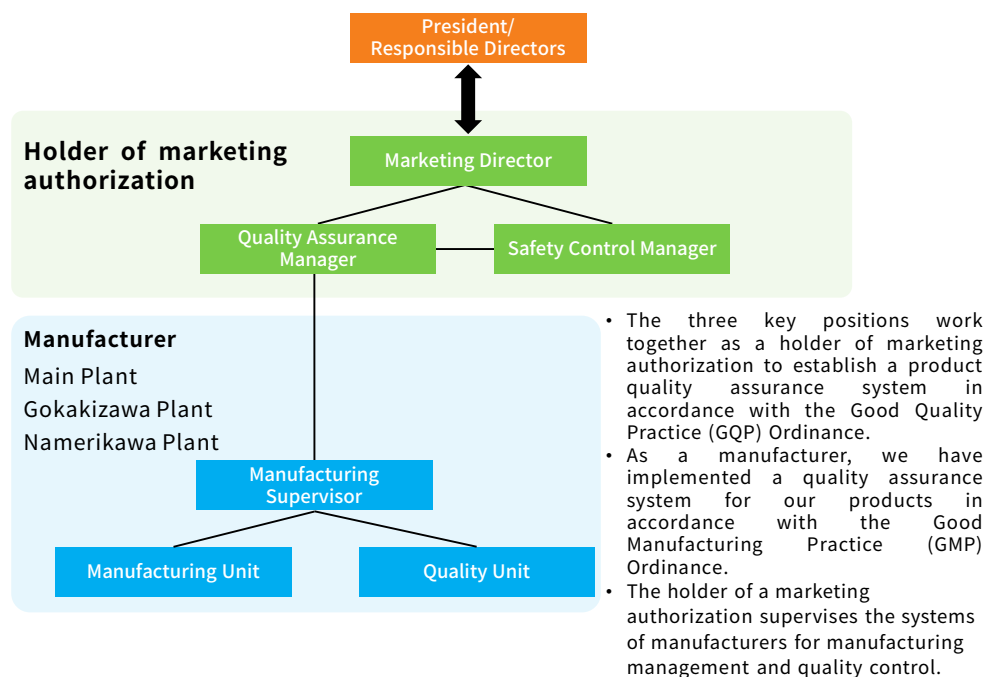 President/
Responsible Directors
Holder of marketing
authorization
Marketing Director
Quality Assurance
Manager
Safety Control Manager
Manufacturer
Main Plant
Gokakizawa Plant
Namerikawa Plant
Manufacturing
Supervisor
Manufacturing Unit
Quality Unit
• The three key positions work
together as a holder of marketing
authorization to establish a product
quality assurance system in
accordance with the Good Quality
Practice (GQP) Ordinance.
• As a manufacturer, we have
implemented a quality assurance
system for our products in
accordance with the Good
Manufacturing Practice (GMP)
Ordinance.
• The holder of a marketing
authorization supervises the systems
of manufacturers for manufacturing
management and quality control.